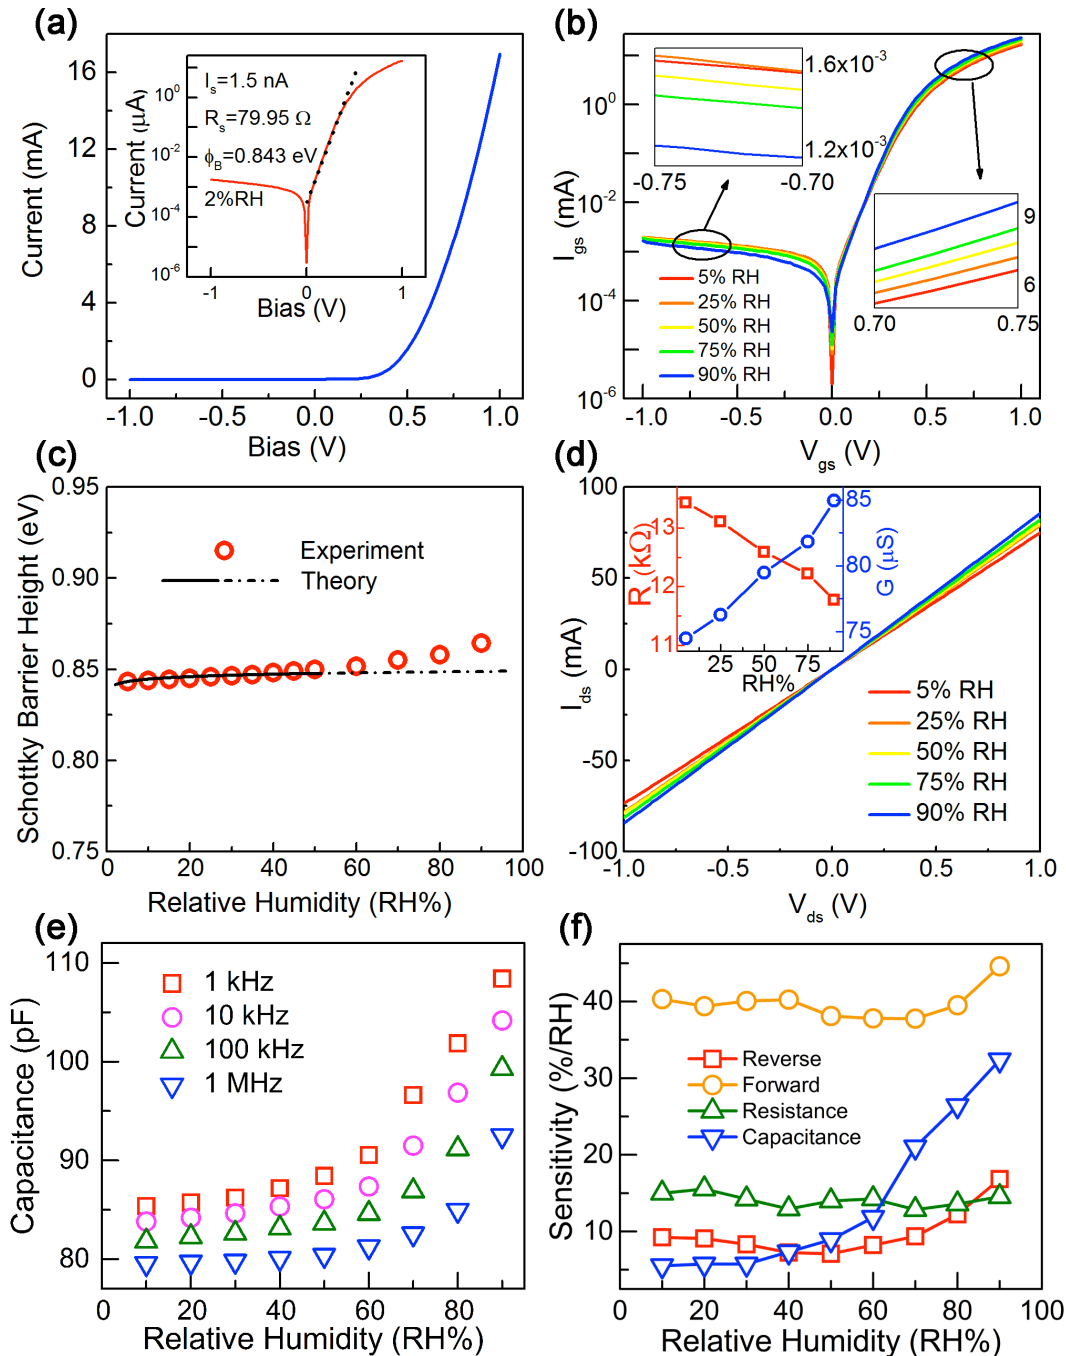 (a)
Current (mA)
16
12
8
4
0
-1.0
-0.5
0.0
0.5
1.0
Bias (V)
Current (μA)
10^0
10^-2
10^-4
10^-6
I_s=1.5 nA
R_s=79.95 Ω
ϕ_B=0.843 eV
2%RH
-1
0
1
Bias (V)
(b)
I_gs (mA)
10^0
10^-2
10^-4
10^-6
-1.0
-0.5
0.0
0.5
1.0
V_gs (V)
1.6x10^-3
1.2x10^-3
-0.75
-0.70
9
6
0.70
0.75
5% RH
25% RH
50% RH
75% RH
90% RH
(c)
Schottky Barrier Height (eV)
0.95
0.90
0.85
0.80
0.75
Experiment
Theory
0
20
40
60
80
100
Relative Humidity (RH%)
(d)
I_ds (mA)
100
50
0
-50
-100
-1.0
-0.5
0.0
0.5
1.0
V_ds (V)
R (kΩ)
13
12
11
G (μS)
85
80
75
25
50
75
RH%
5% RH
25% RH
50% RH
75% RH
90% RH
(e)
Capacitance (pF)
110
100
90
80
1 kHz
10 kHz
100 kHz
1 MHz
0
20
40
60
80
Relative Humidity (RH%)
(f)
Sensitivity (%/RH)
40
30
20
10
Reverse
Forward
Resistance
Capacitance
0
20
40
60
80
100
Relative Humidity (RH%)